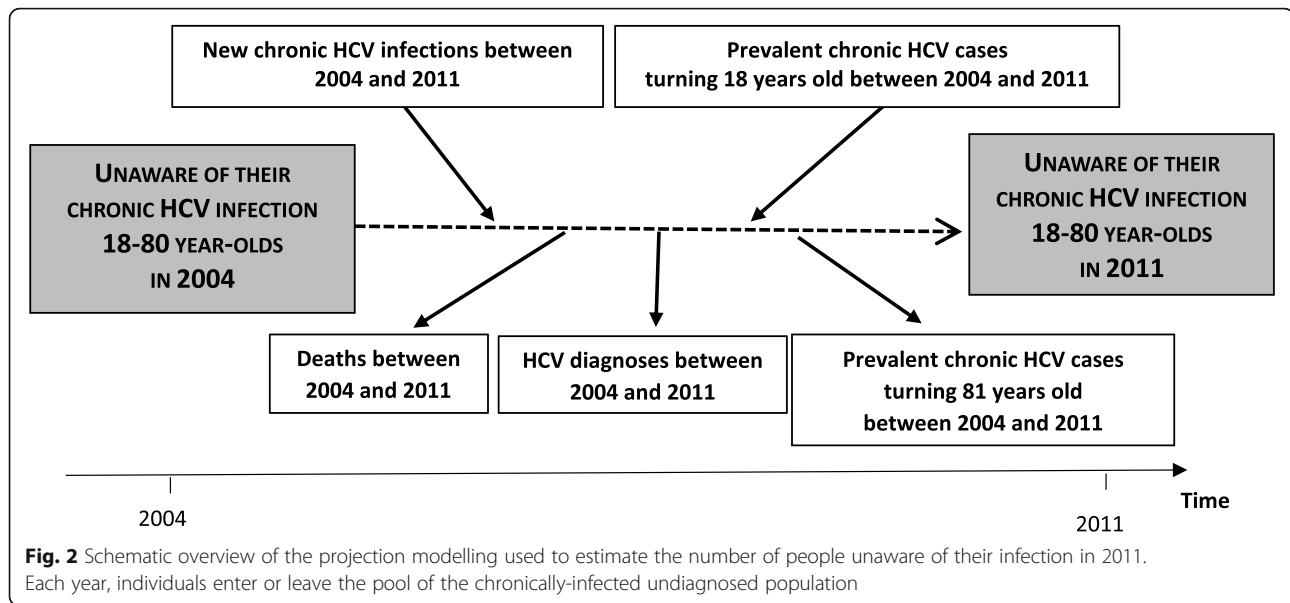 New chronic HCV infections between
2004 and 2011
Prevalent chronic HCV cases
turning 18 years old between 2004 and 2011
UNAWARE OF THEIR
CHRONIC HCV INFECTION
18-80 YEAR-OLDS
IN 2004
UNAWARE OF THEIR
CHRONIC HCV INFECTION
18-80 YEAR-OLDS
IN 2011
Deaths between
2004 and 2011
HCV diagnoses between
2004 and 2011
Prevalent chronic HCV cases
turning 81 years old
between 2004 and 2011
Time
2004
2011
Fig. 2 Schematic overview of the projection modelling used to estimate the number of people unaware of their infection in 2011.
Each year, individuals enter or leave the pool of the chronically-infected undiagnosed population